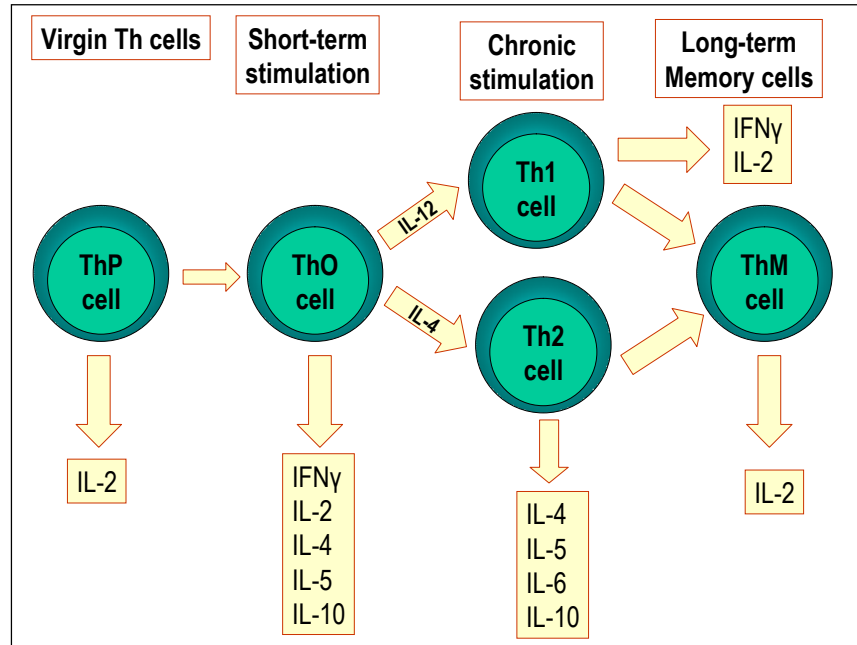 Virgin Th cells
Short-term
stimulation
Chronic
stimulation
Long-term
Memory cells
ThP
cell
ThO
cell
IL-12
IL-4
Th1
cell
Th2
cell
IFNγ
IL-2
ThM
cell
IL-2
IFNγ
IL-2
IL-4
IL-5
IL-10
IL-4
IL-5
IL-6
IL-10
IL-2